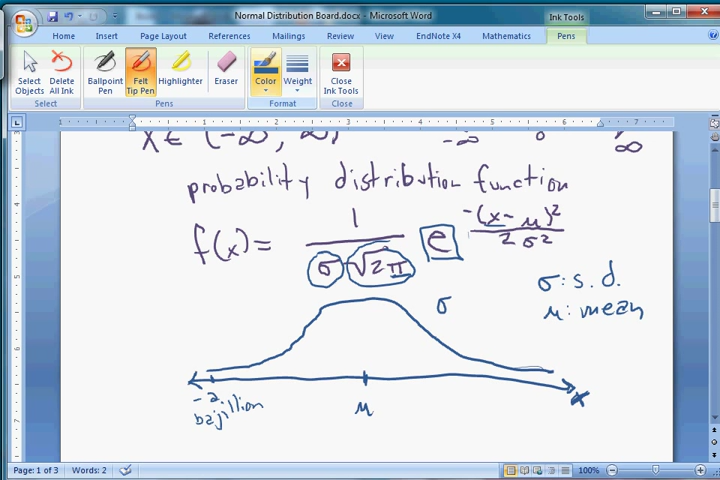 Normal Distribution Board.docx - Microsoft Word
Ink Tools
Home Insert Page Layout References Mailings Review View EndNote X4 Mathematics Pens
Select Objects
Delete All Ink
Ballpoint Pen
Felt Tip Pen
Highlighter
Eraser
Color
Weight
Close Ink Tools
Select Pens Format Close
x ∈ (-∞, ∞) -∞ 0 ∞
probability distribution function
f(x) = 1 / (σ · √2π) e^(-(x-μ)² / 2σ²)
σ: s.d.
μ: mean
σ
-2 bajillion
μ
x
Page: 1 of 3 Words: 2 100%